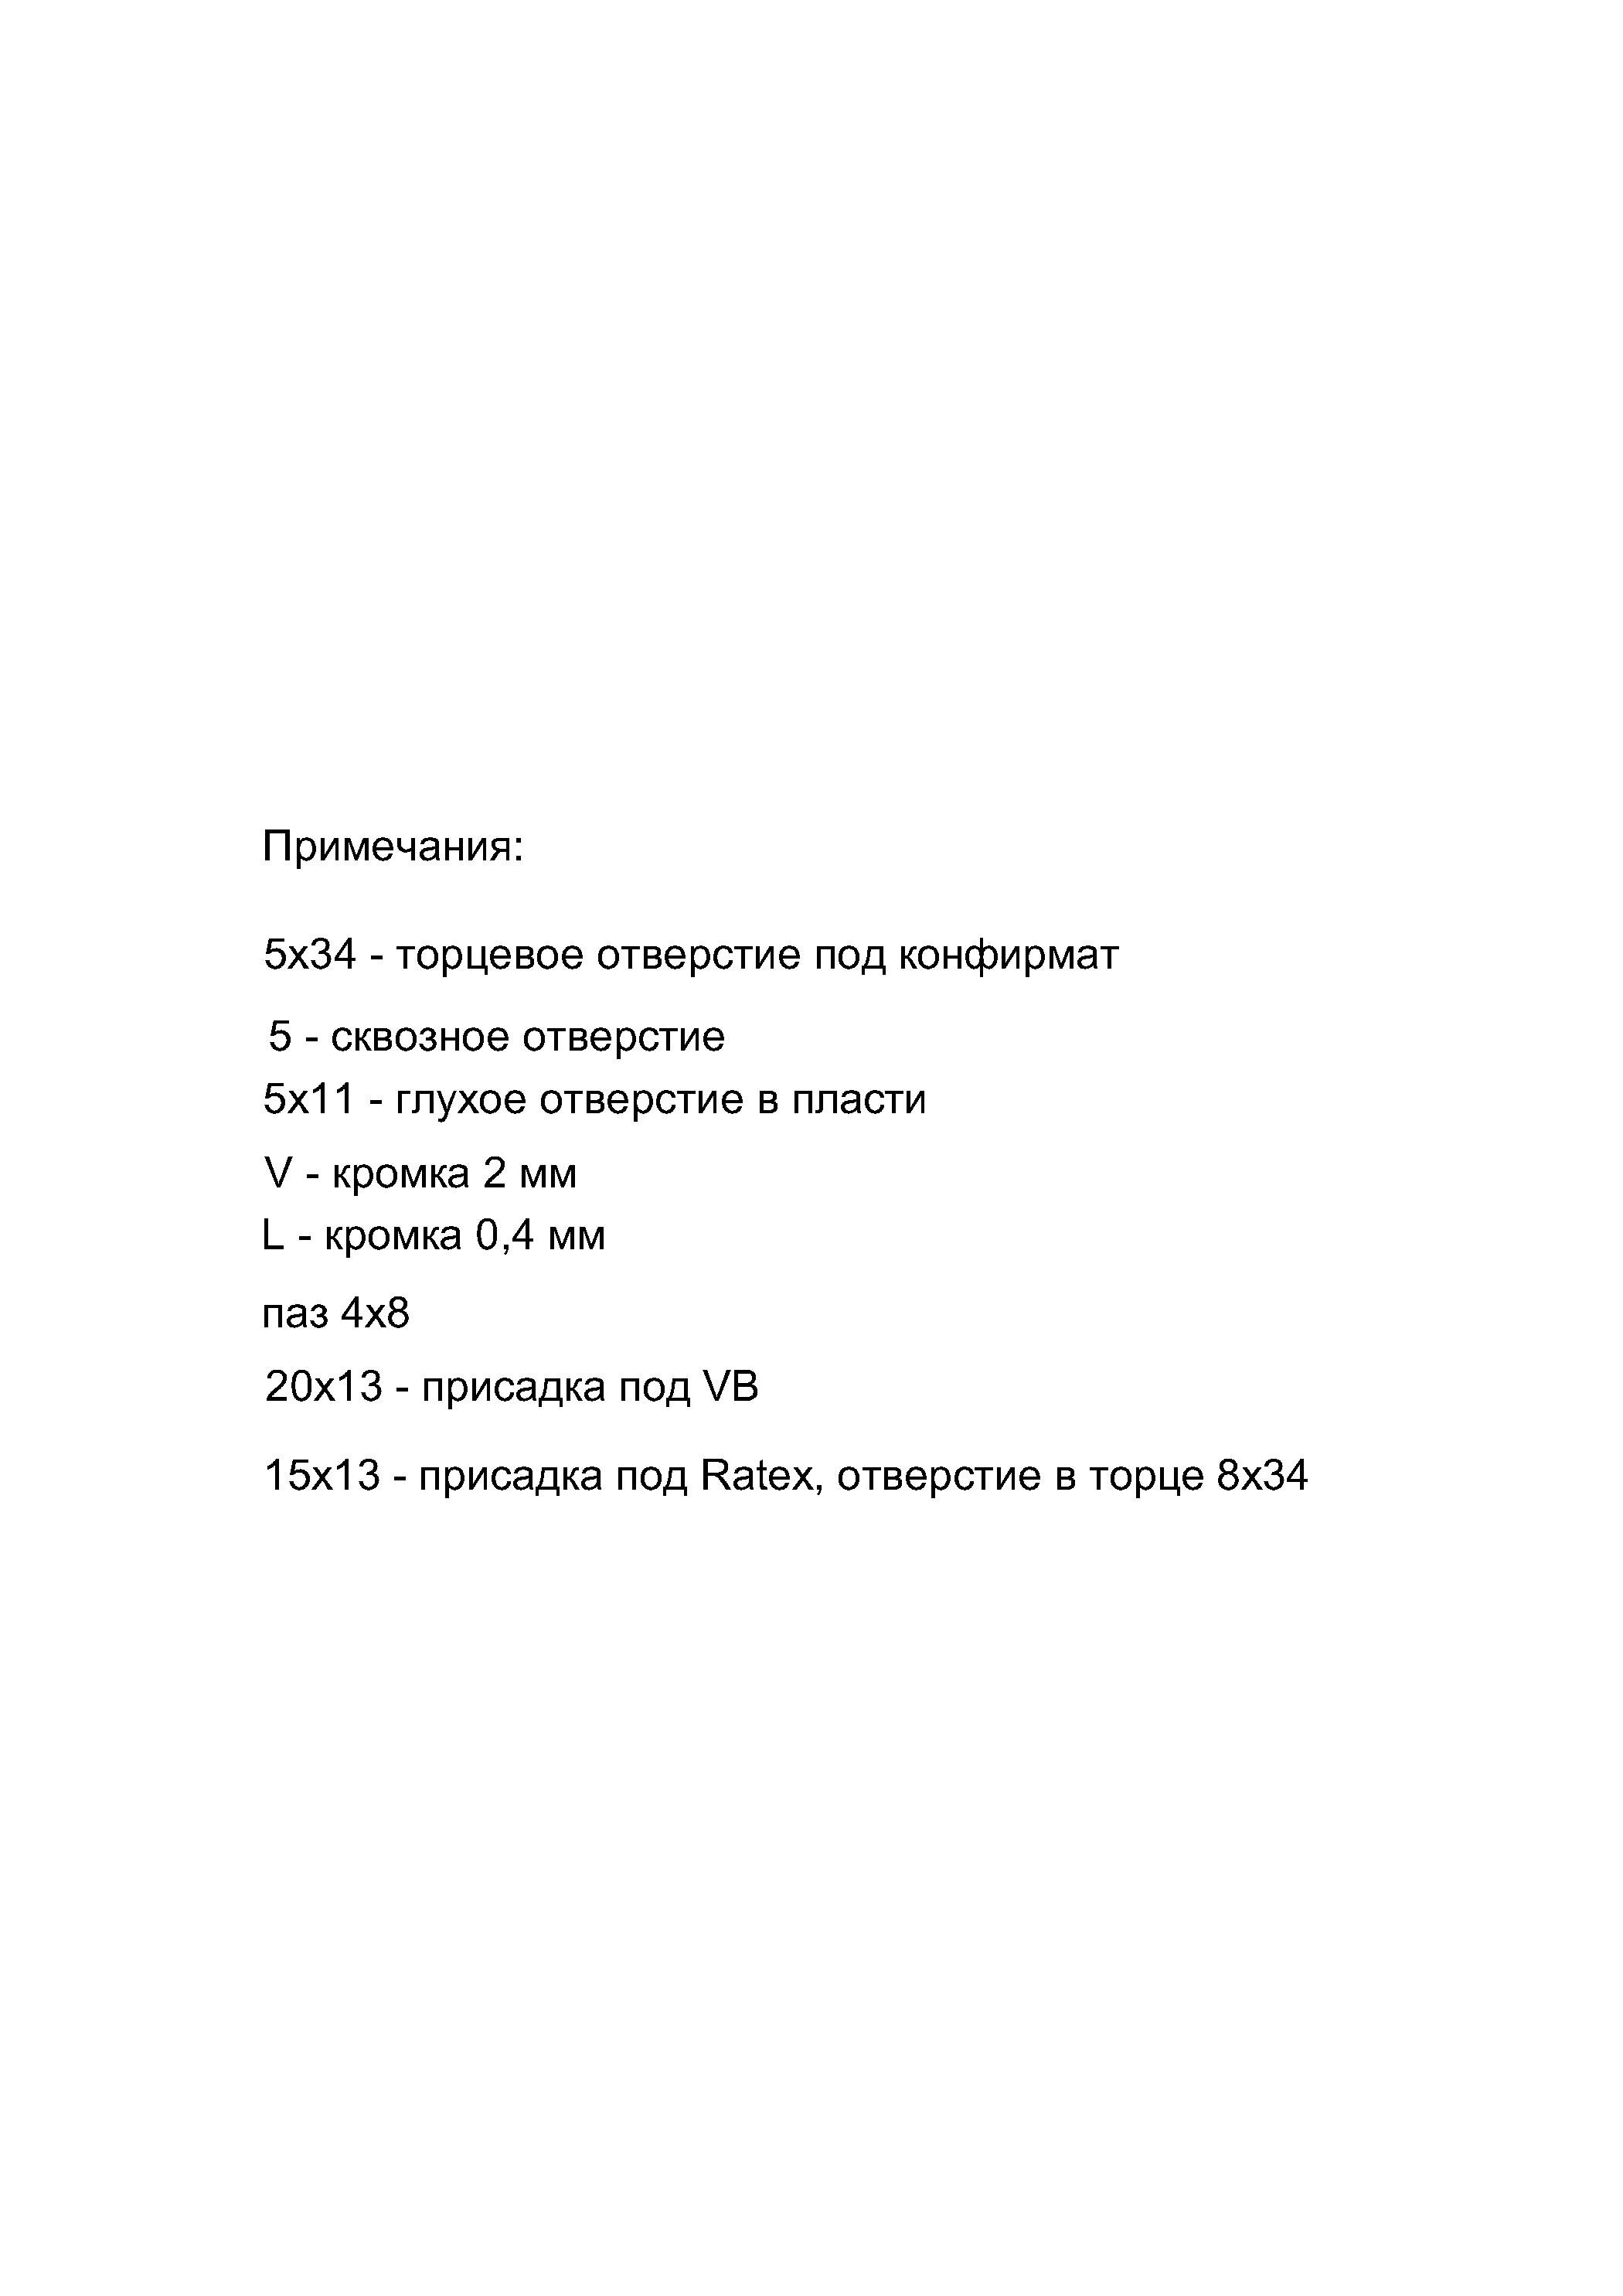 Примечания:
5х34 - торцевое отверстие под конфирмат
5 - сквозное отверстие
5х11 - глухое отверстие в пласти
V - кромка 2 мм
L - кромка 0,4 мм
паз 4х8
20х13 - присадка под VB
15х13 - присадка под Ratex, отверстие в торце 8х34